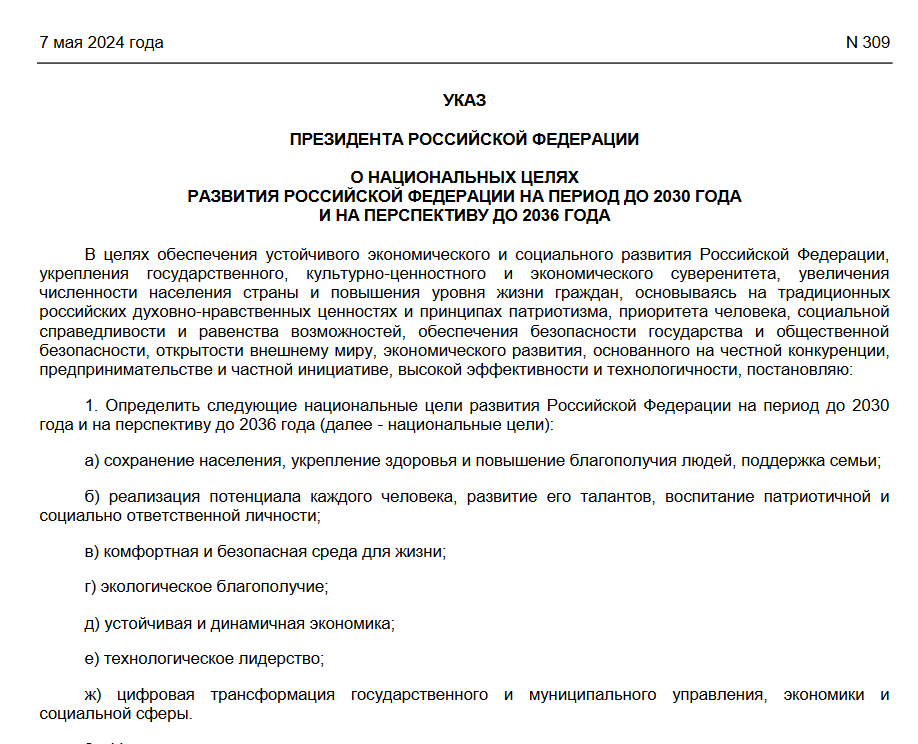 7 мая 2024 года
N 309
УКАЗ
ПРЕЗИДЕНТА РОССИЙСКОЙ ФЕДЕРАЦИИ
О НАЦИОНАЛЬНЫХ ЦЕЛЯХ
РАЗВИТИЯ РОССИЙСКОЙ ФЕДЕРАЦИИ НА ПЕРИОД ДО 2030 ГОДА
И НА ПЕРСПЕКТИВУ ДО 2036 ГОДА
В целях обеспечения устойчивого экономического и социального развития Российской Федерации,
укрепления государственного, культурно-ценностного и экономического суверенитета, увеличения
численности населения страны и повышения уровня жизни граждан, основываясь на традиционных
российских духовно-нравственных ценностях и принципах патриотизма, приоритета человека, социальной
справедливости и равенства возможностей, обеспечения безопасности государства и общественной
безопасности, открытости внешнему миру, экономического развития, основанного на честной конкуренции,
предпринимательстве и частной инициативе, высокой эффективности и технологичности, постановляю:
1. Определить следующие национальные цели развития Российской Федерации на период до 2030
года и на перспективу до 2036 года (далее - национальные цели):
а) сохранение населения, укрепление здоровья и повышение благополучия людей, поддержка семьи;
б) реализация потенциала каждого человека, развитие его талантов, воспитание патриотичной и
социально ответственной личности;
в) комфортная и безопасная среда для жизни;
г) экологическое благополучие;
д) устойчивая и динамичная экономика;
е) технологическое лидерство;
ж) цифровая трансформация государственного и муниципального управления, экономики и
социальной сферы.